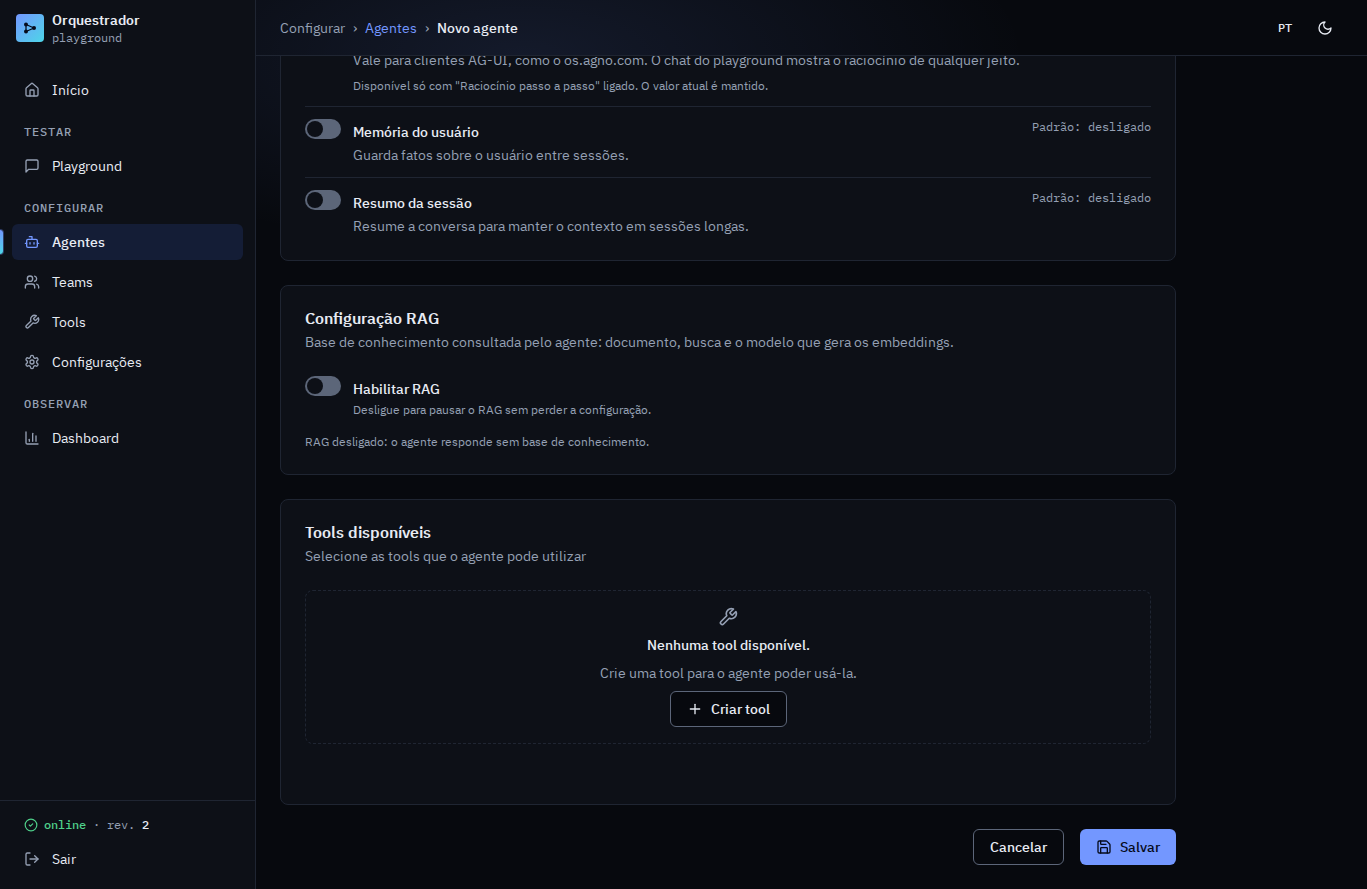 Orquestrador
playground
Início
TESTAR
Playground
CONFIGURAR
Agentes
Teams
Tools
Configurações
OBSERVAR
Dashboard
online · rev. 2
Sair
Configurar › Agentes › Novo agente
PT
Vale para clientes AG-UI, como o os.agno.com. O chat do playground mostra o raciocínio de qualquer jeito.
Disponível só com "Raciocínio passo a passo" ligado. O valor atual é mantido.
Memória do usuário
Padrão: desligado
Guarda fatos sobre o usuário entre sessões.
Resumo da sessão
Padrão: desligado
Resume a conversa para manter o contexto em sessões longas.
Configuração RAG
Base de conhecimento consultada pelo agente: documento, busca e o modelo que gera os embeddings.
Habilitar RAG
Desligue para pausar o RAG sem perder a configuração.
RAG desligado: o agente responde sem base de conhecimento.
Tools disponíveis
Selecione as tools que o agente pode utilizar
Nenhuma tool disponível.
Crie uma tool para o agente poder usá-la.
Criar tool
Cancelar
Salvar